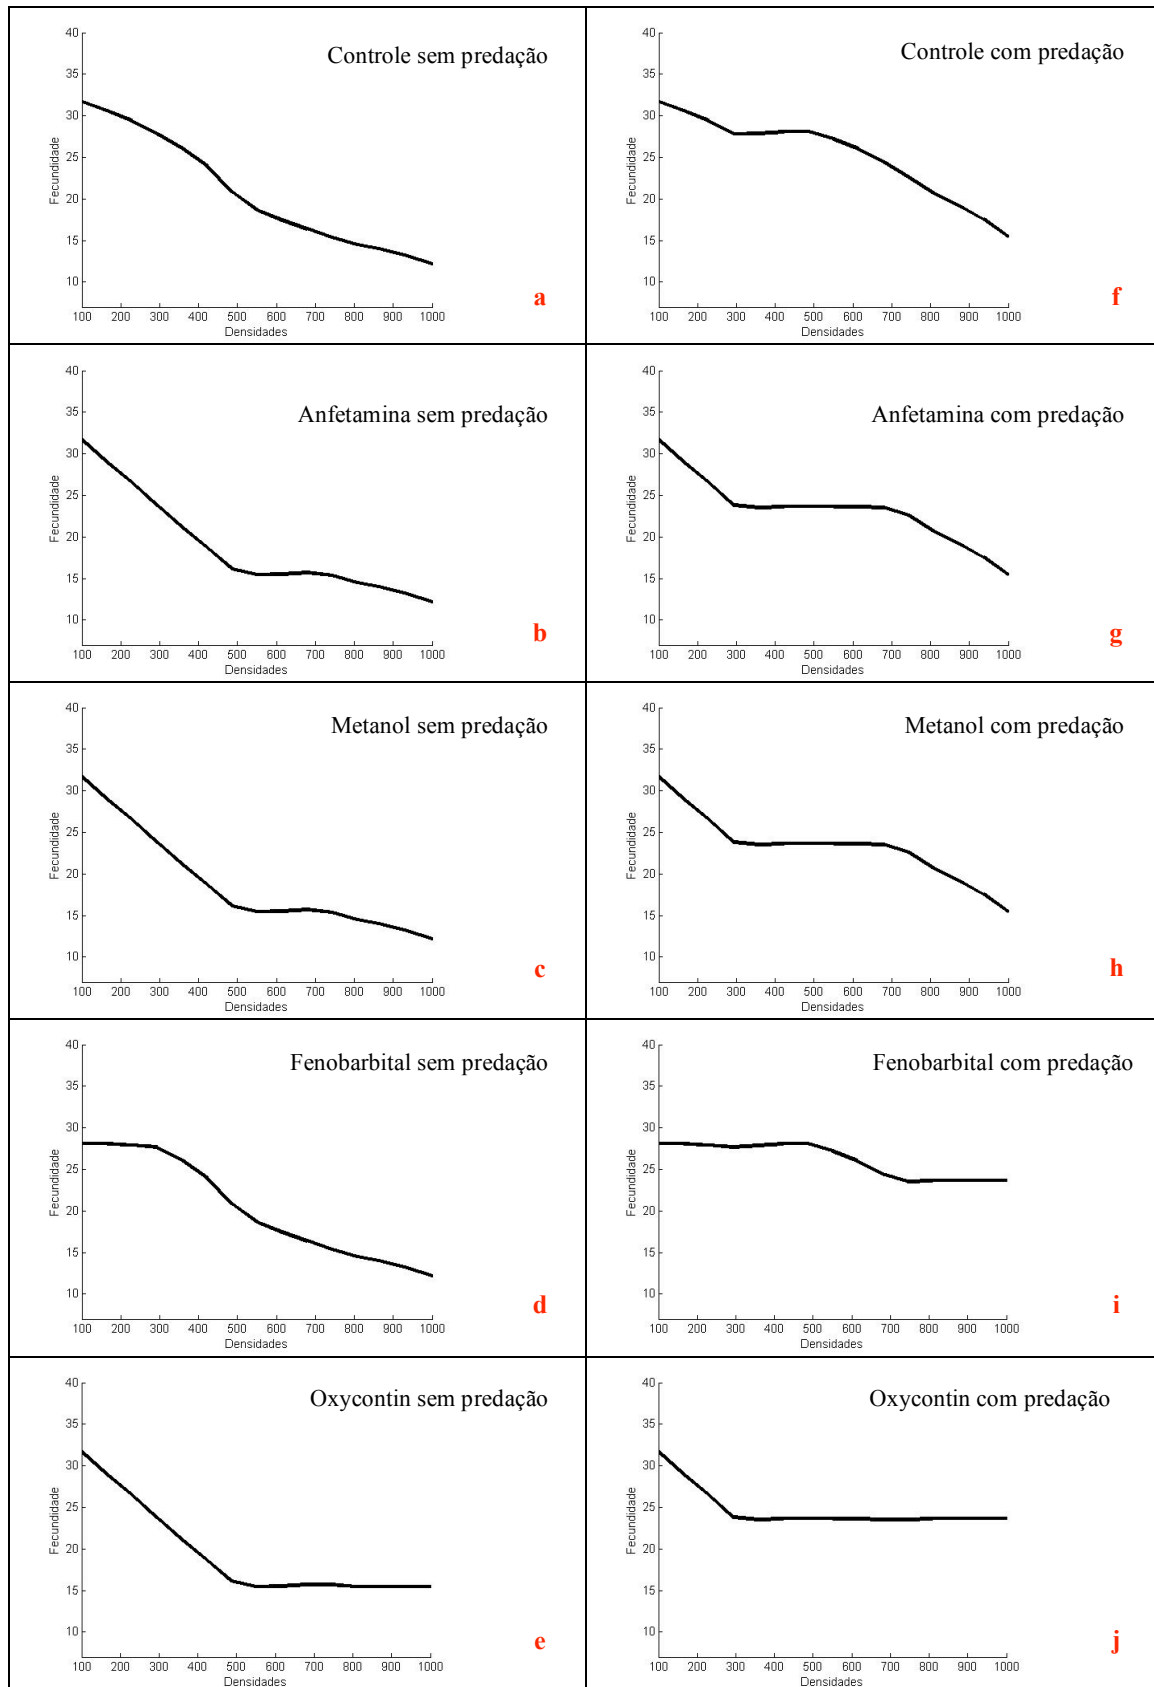 Controle sem predação
40
35
30
25
20
15
10
Fecundidade
100 200 300 400 500 600 700 800 900 1000
Densidades
a
Controle com predação
40
35
30
25
20
15
10
Fecundidade
100 200 300 400 500 600 700 800 900 1000
Densidades
f
Anfetamina sem predação
40
35
30
25
20
15
10
Fecundidade
100 200 300 400 500 600 700 800 900 1000
Densidades
b
Anfetamina com predação
40
35
30
25
20
15
10
Fecundidade
100 200 300 400 500 600 700 800 900 1000
Densidades
g
Metanol sem predação
40
35
30
25
20
15
10
Fecundidade
100 200 300 400 500 600 700 800 900 1000
Densidades
c
Metanol com predação
40
35
30
25
20
15
10
Fecundidade
100 200 300 400 500 600 700 800 900 1000
Densidades
h
Fenobarbital sem predação
40
35
30
25
20
15
10
Fecundidade
100 200 300 400 500 600 700 800 900 1000
Densidades
d
Fenobarbital com predação
40
35
30
25
20
15
10
Fecundidade
100 200 300 400 500 600 700 800 900 1000
Densidades
i
Oxycontin sem predação
40
35
30
25
20
15
10
Fecundidade
100 200 300 400 500 600 700 800 900 1000
Densidades
e
Oxycontin com predação
40
35
30
25
20
15
10
Fecundidade
100 200 300 400 500 600 700 800 900 1000
Densidades
j